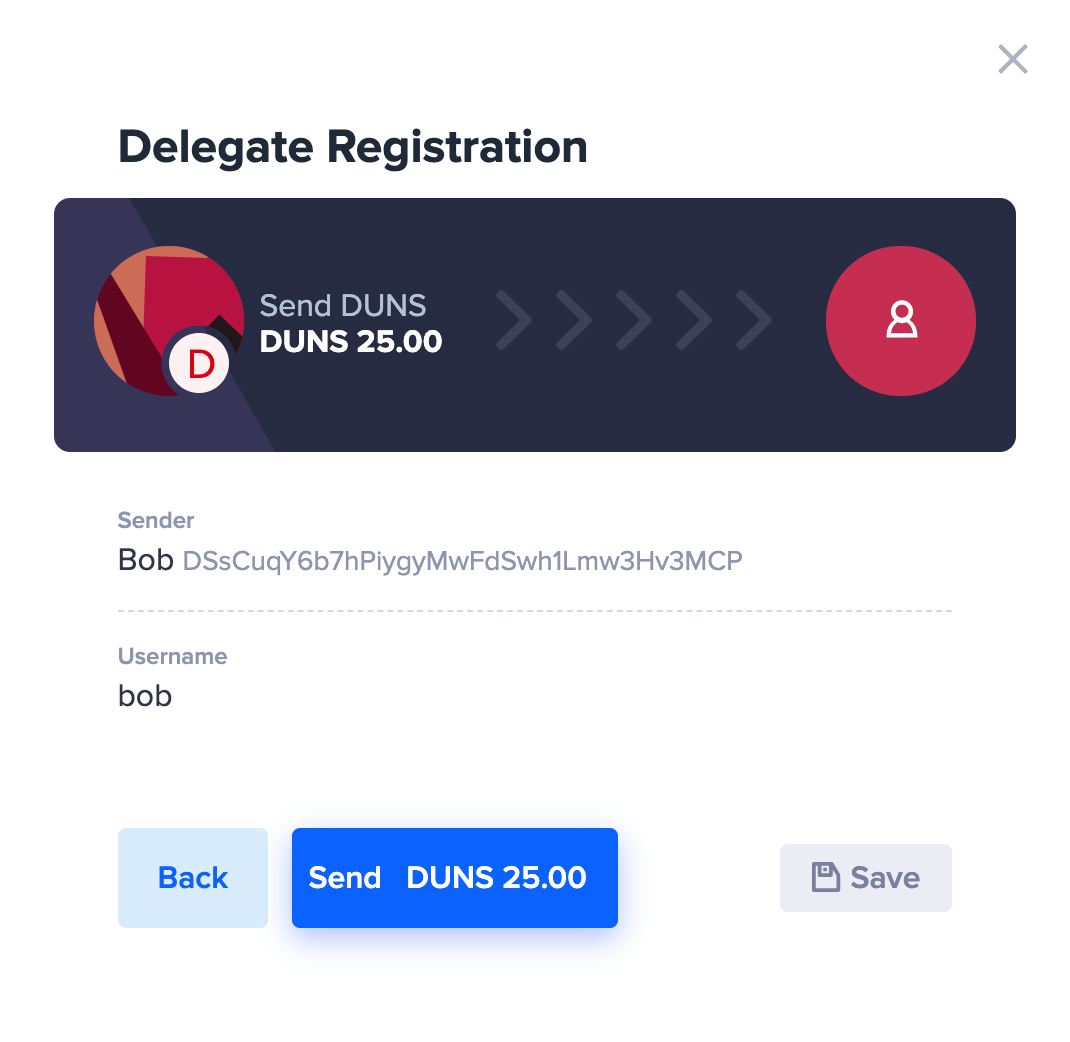 Delegate Registration
Send DUNS
DUNS 25.00
D
Sender
Bob DSsCuqY6b7hPiygyMwFdSwh1Lmw3Hv3MCP
Username
bob
Back
Send DUNS 25.00
Save